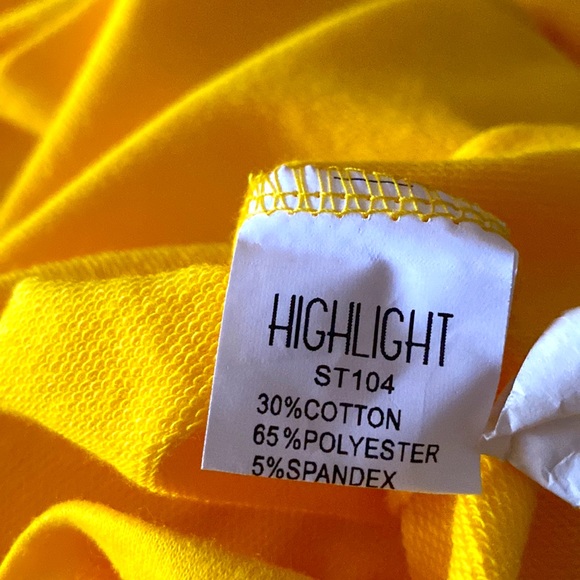 HIGHLIGHT
ST104
30%COTTON
65%POLYESTER
5%SPANDEX